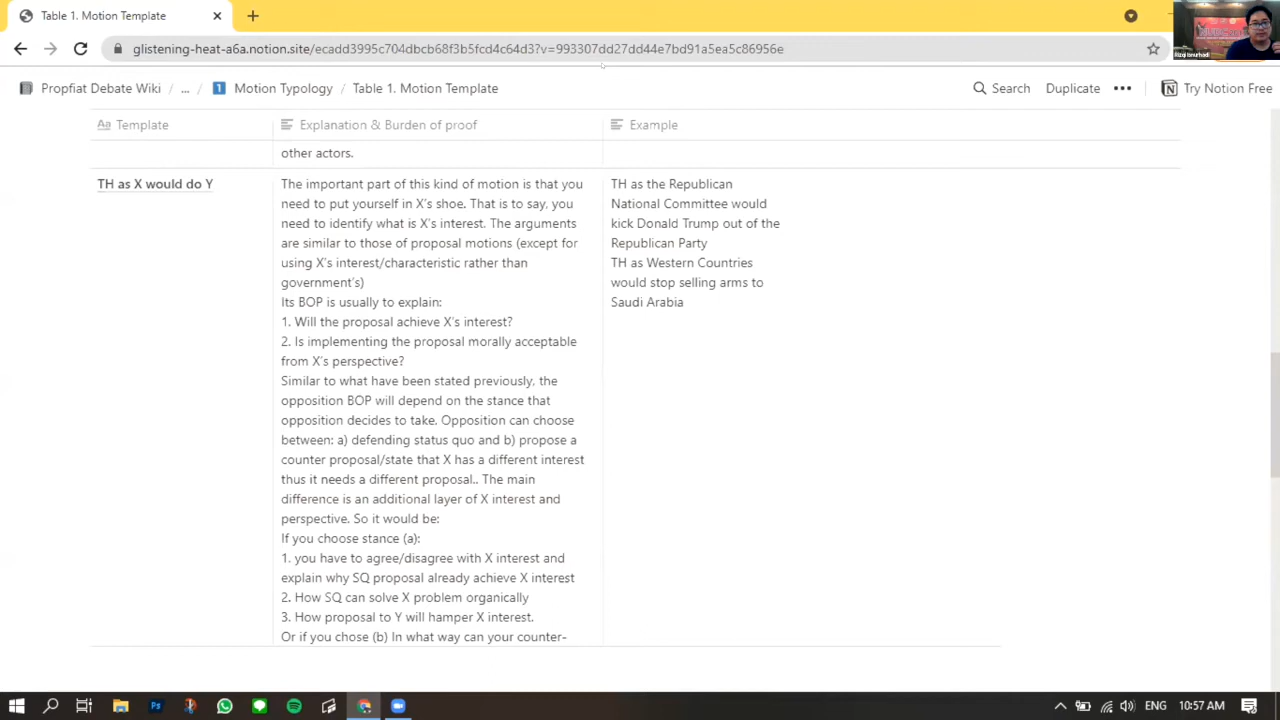 Table 1. Motion Template
glistening-heat-a6a.notion.site/ecadd3995c704dbcb68f3b5fcd4c64d3?v=993307dd27dd44e7bd91a5ea5c86956e
Rizqi Isnurhadi
Propfiat Debate Wiki / ... / 1 Motion Typology / Table 1. Motion Template
Search Duplicate ••• Try Notion Free
Aa Template Explanation & Burden of proof Example
other actors.
TH as X would do Y
The important part of this kind of motion is that you
need to put yourself in X's shoe. That is to say, you
need to identify what is X's interest. The arguments
are similar to those of proposal motions (except for
using X's interest/characteristic rather than
government's)
Its BOP is usually to explain:
1. Will the proposal achieve X's interest?
2. Is implementing the proposal morally acceptable
from X's perspective?
Similar to what have been stated previously, the
opposition BOP will depend on the stance that
opposition decides to take. Opposition can choose
between: a) defending status quo and b) propose a
counter proposal/state that X has a different interest
thus it needs a different proposal.. The main
difference is an additional layer of X interest and
perspective. So it would be:
If you choose stance (a):
1. you have to agree/disagree with X interest and
explain why SQ proposal already achieve X interest
2. How SQ can solve X problem organically
3. How proposal to Y will hamper X interest.
Or if you chose (b) In what way can your counter-
TH as the Republican
National Committee would
kick Donald Trump out of the
Republican Party
TH as Western Countries
would stop selling arms to
Saudi Arabia
ENG 10:57 AM